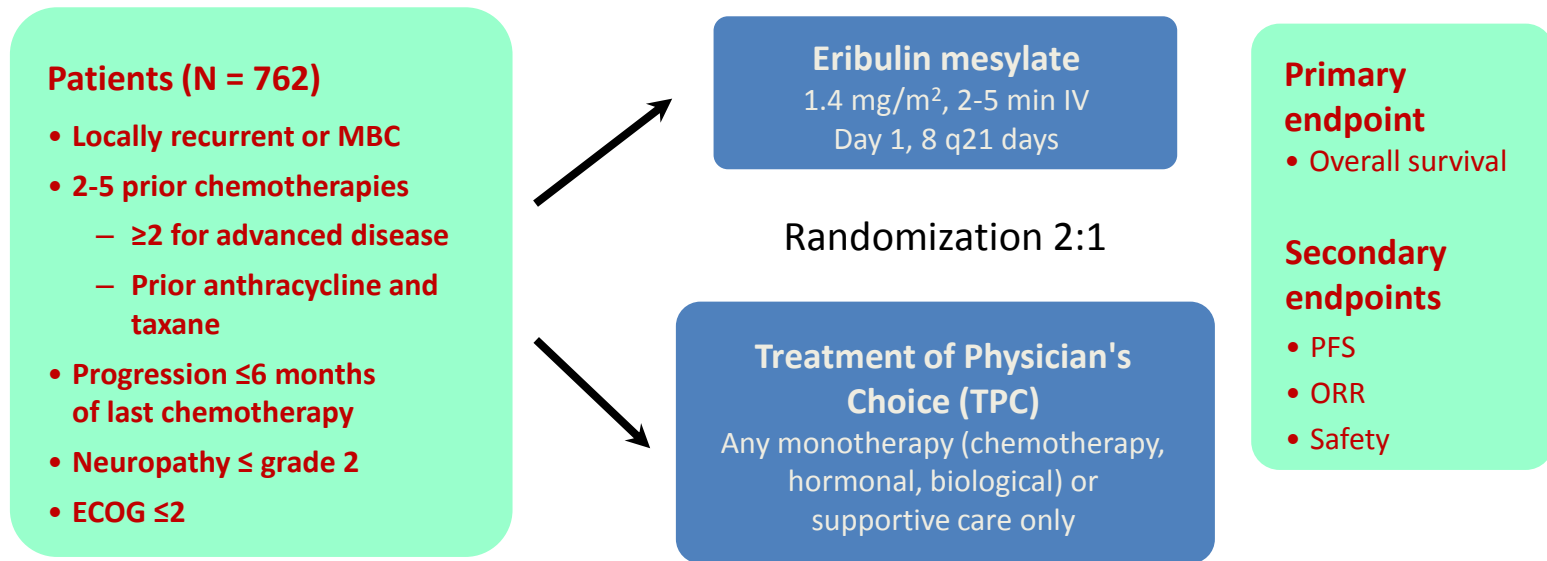 Patients (N = 762)
• Locally recurrent or MBC
• 2-5 prior chemotherapies
– ≥2 for advanced disease
– Prior anthracycline and
taxane
• Progression ≤6 months
of last chemotherapy
• Neuropathy ≤ grade 2
• ECOG ≤2
Eribulin mesylate
1.4 mg/m², 2-5 min IV
Day 1, 8 q21 days
Randomization 2:1
Treatment of Physician's
Choice (TPC)
Any monotherapy (chemotherapy,
hormonal, biological) or
supportive care only
Primary
endpoint
• Overall survival
Secondary
endpoints
• PFS
• ORR
• Safety